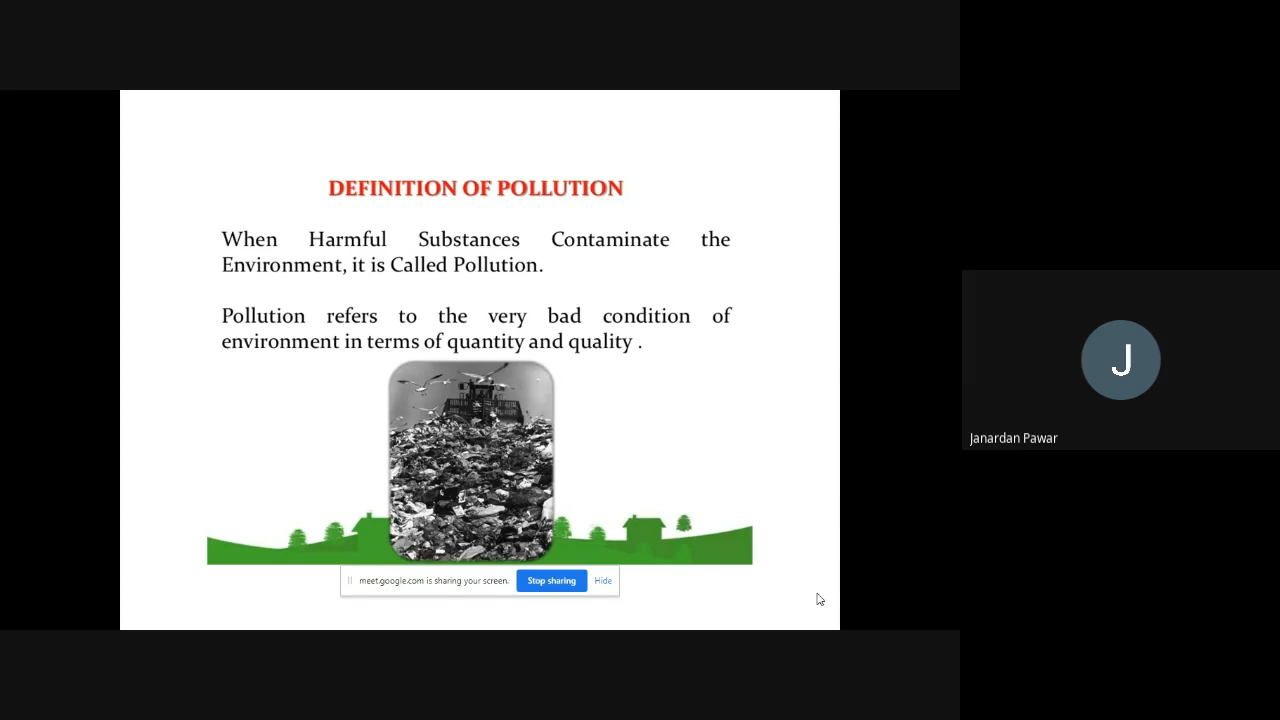 DEFINITION OF POLLUTION
When Harmful Substances Contaminate the
Environment, it is Called Pollution.
Pollution refers to the very bad condition of
environment in terms of quantity and quality .
meet.google.com is sharing your screen.
Stop sharing
Hide
J
Janardan Pawar